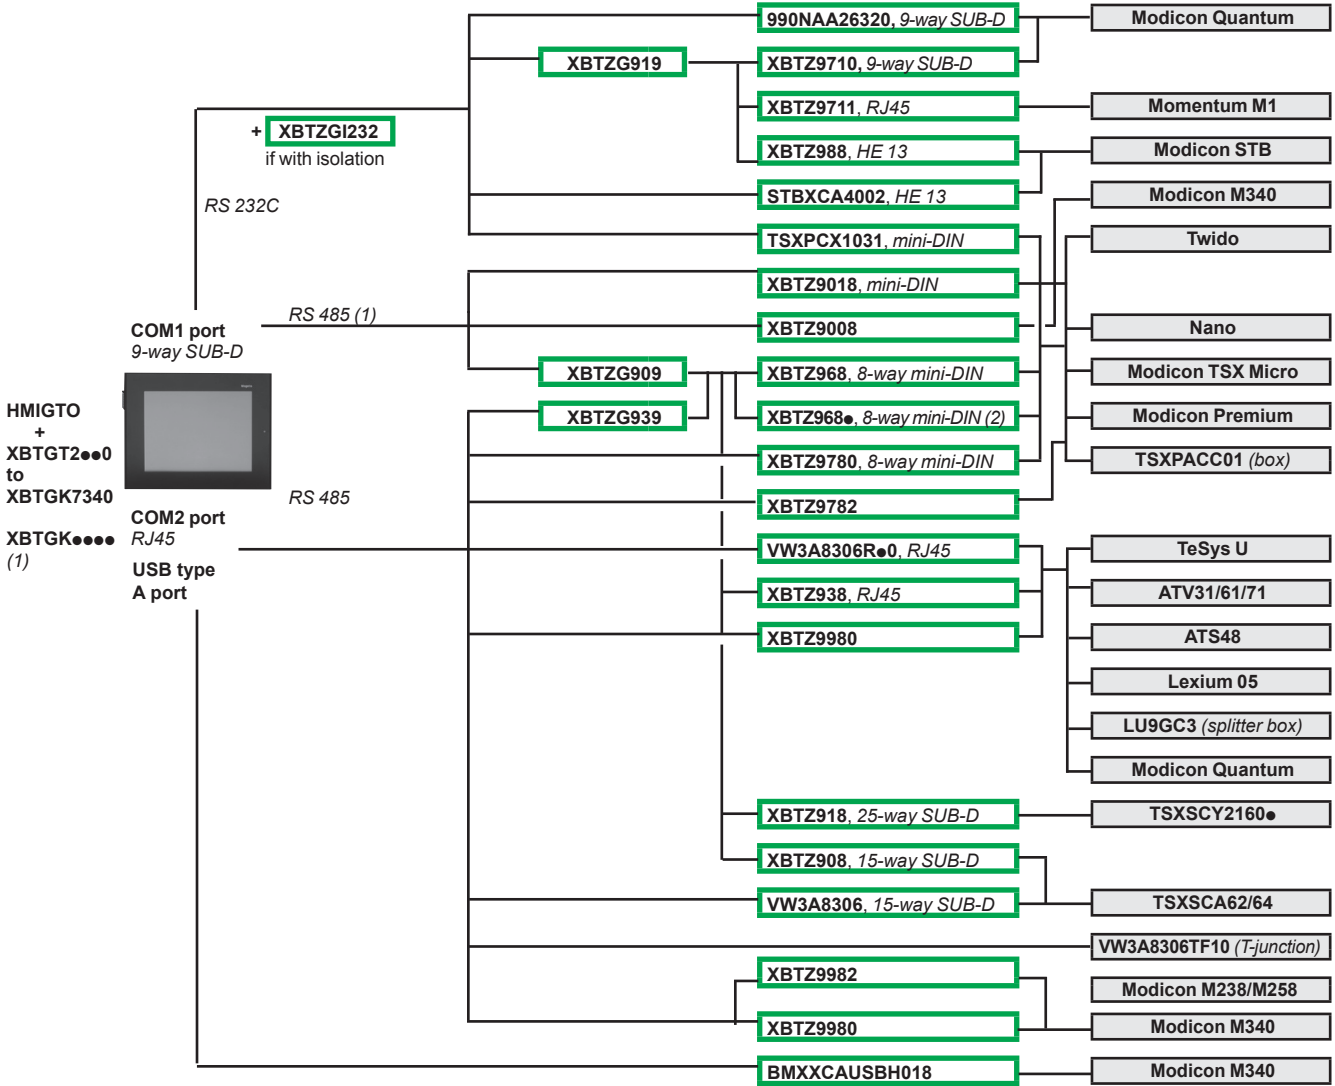 990NAA26320, 9-way SUB-D
Modicon Quantum
XBTZG919
XBTZ9710, 9-way SUB-D
XBTZ9711, RJ45
Momentum M1
+ XBTZGI232
if with isolation
XBTZ988, HE 13
Modicon STB
RS 232C
STBXCA4002, HE 13
Modicon M340
TSXPCX1031, mini-DIN
Twido
XBTZ9018, mini-DIN
RS 485 (1)
COM1 port
9-way SUB-D
XBTZ9008
Nano
XBTZG909
XBTZ968, 8-way mini-DIN
Modicon TSX Micro
XBTZG939
XBTZ968●, 8-way mini-DIN (2)
Modicon Premium
HMIGTO
+
XBTGT2●●0
to
XBTGK7340
XBTGK●●●●
(1)
XBTZ9780, 8-way mini-DIN
TSXPACC01 (box)
RS 485
XBTZ9782
COM2 port
RJ45
USB type
A port
VW3A8306R●0, RJ45
TeSys U
XBTZ938, RJ45
ATV31/61/71
XBTZ9980
ATS48
Lexium 05
LU9GC3 (splitter box)
Modicon Quantum
XBTZ918, 25-way SUB-D
TSXSCY2160●
XBTZ908, 15-way SUB-D
VW3A8306, 15-way SUB-D
TSXSCA62/64
VW3A8306TF10 (T-junction)
XBTZ9982
Modicon M238/M258
XBTZ9980
Modicon M340
BMXXCAUSBH018
Modicon M340